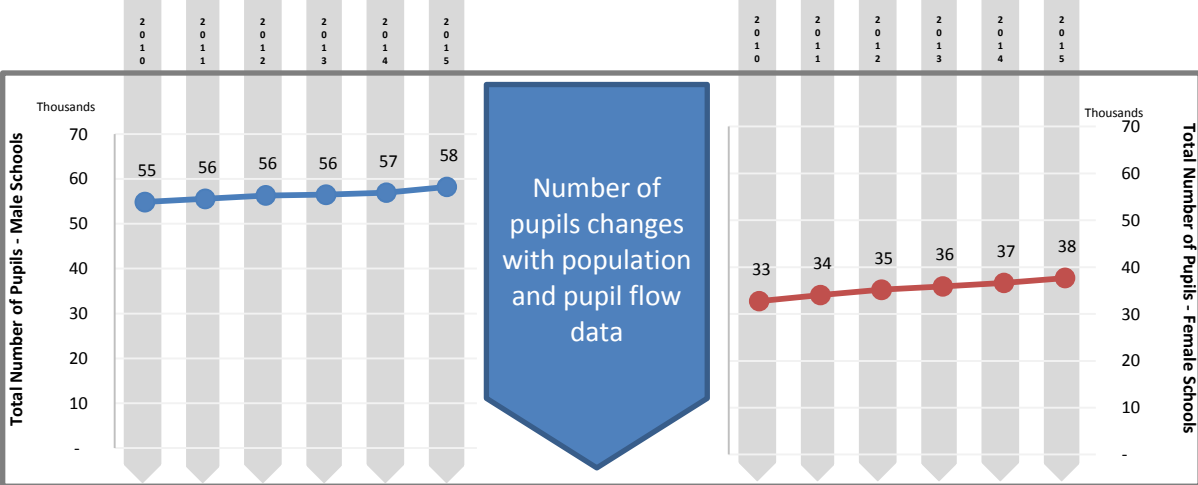 2010 2011 2012 2013 2014 2015
2010 2011 2012 2013 2014 2015
Total Number of Pupils - Male Schools
Thousands
70
60
50
40
30
20
10
-
55 56 56 56 57 58
Number of
pupils changes
with population
and pupil flow
data
33 34 35 36 37 38
Thousands
70
60
50
40
30
20
10
-
Total Number of Pupils - Female Schools